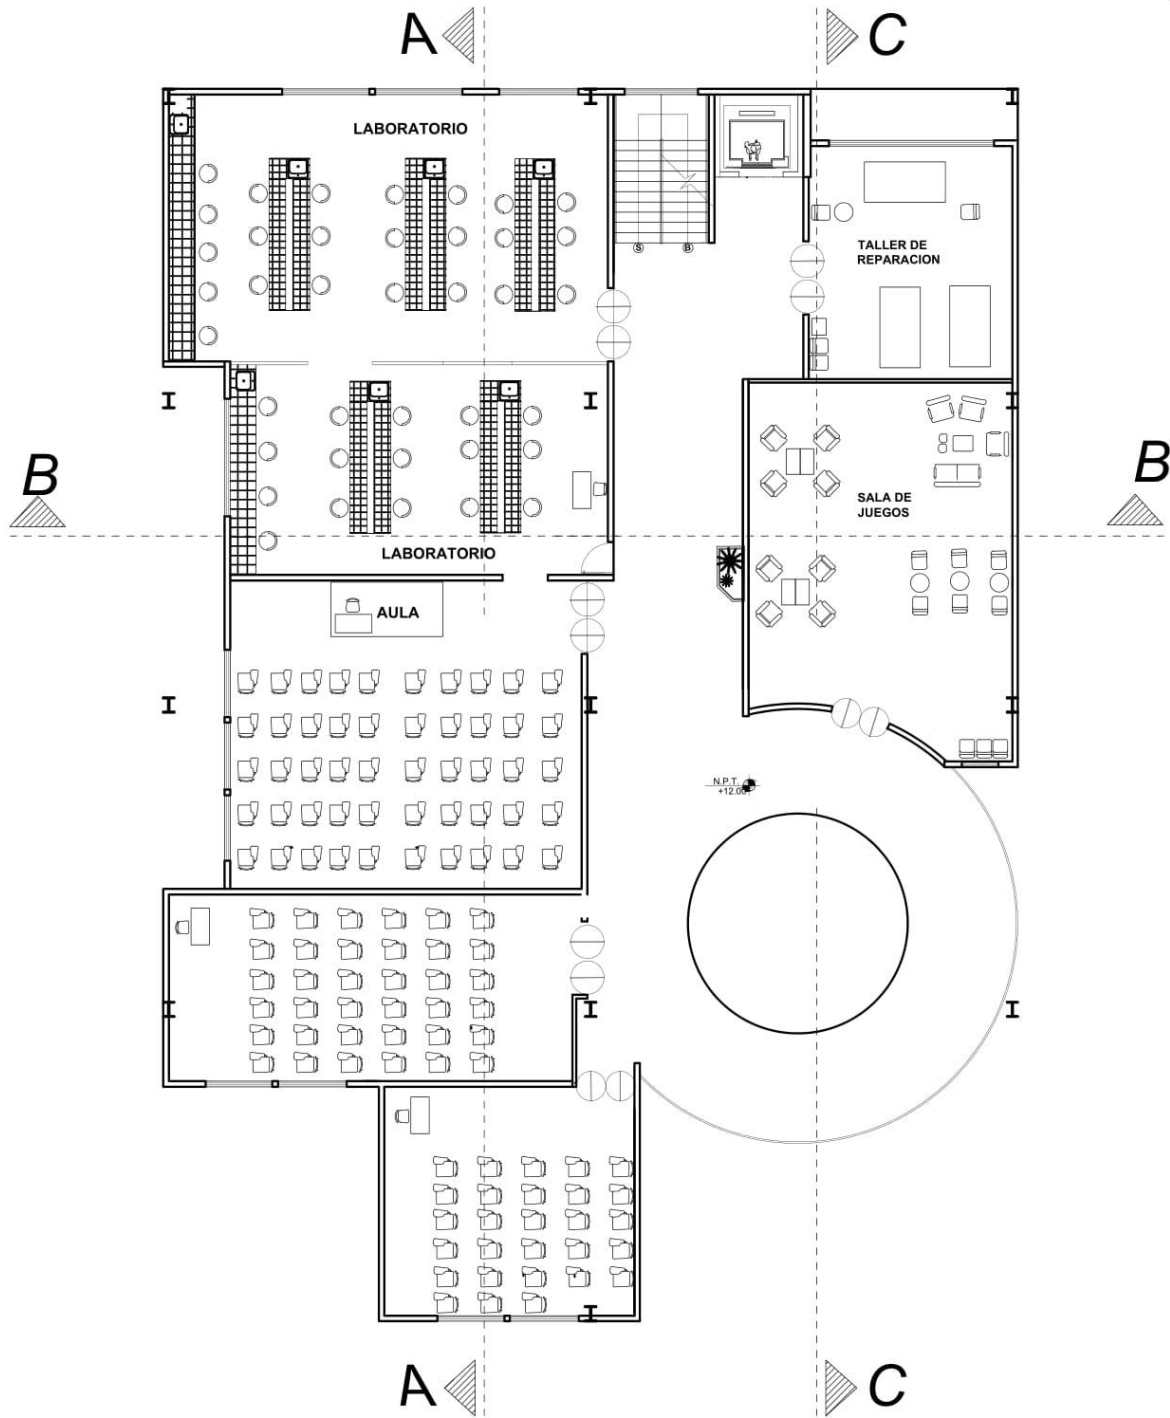 A
C
LABORATORIO
TALLER DE
REPARACION
S
B
B
B
SALA DE
JUEGOS
LABORATORIO
AULA
N.P.T.
+12.00
A
C